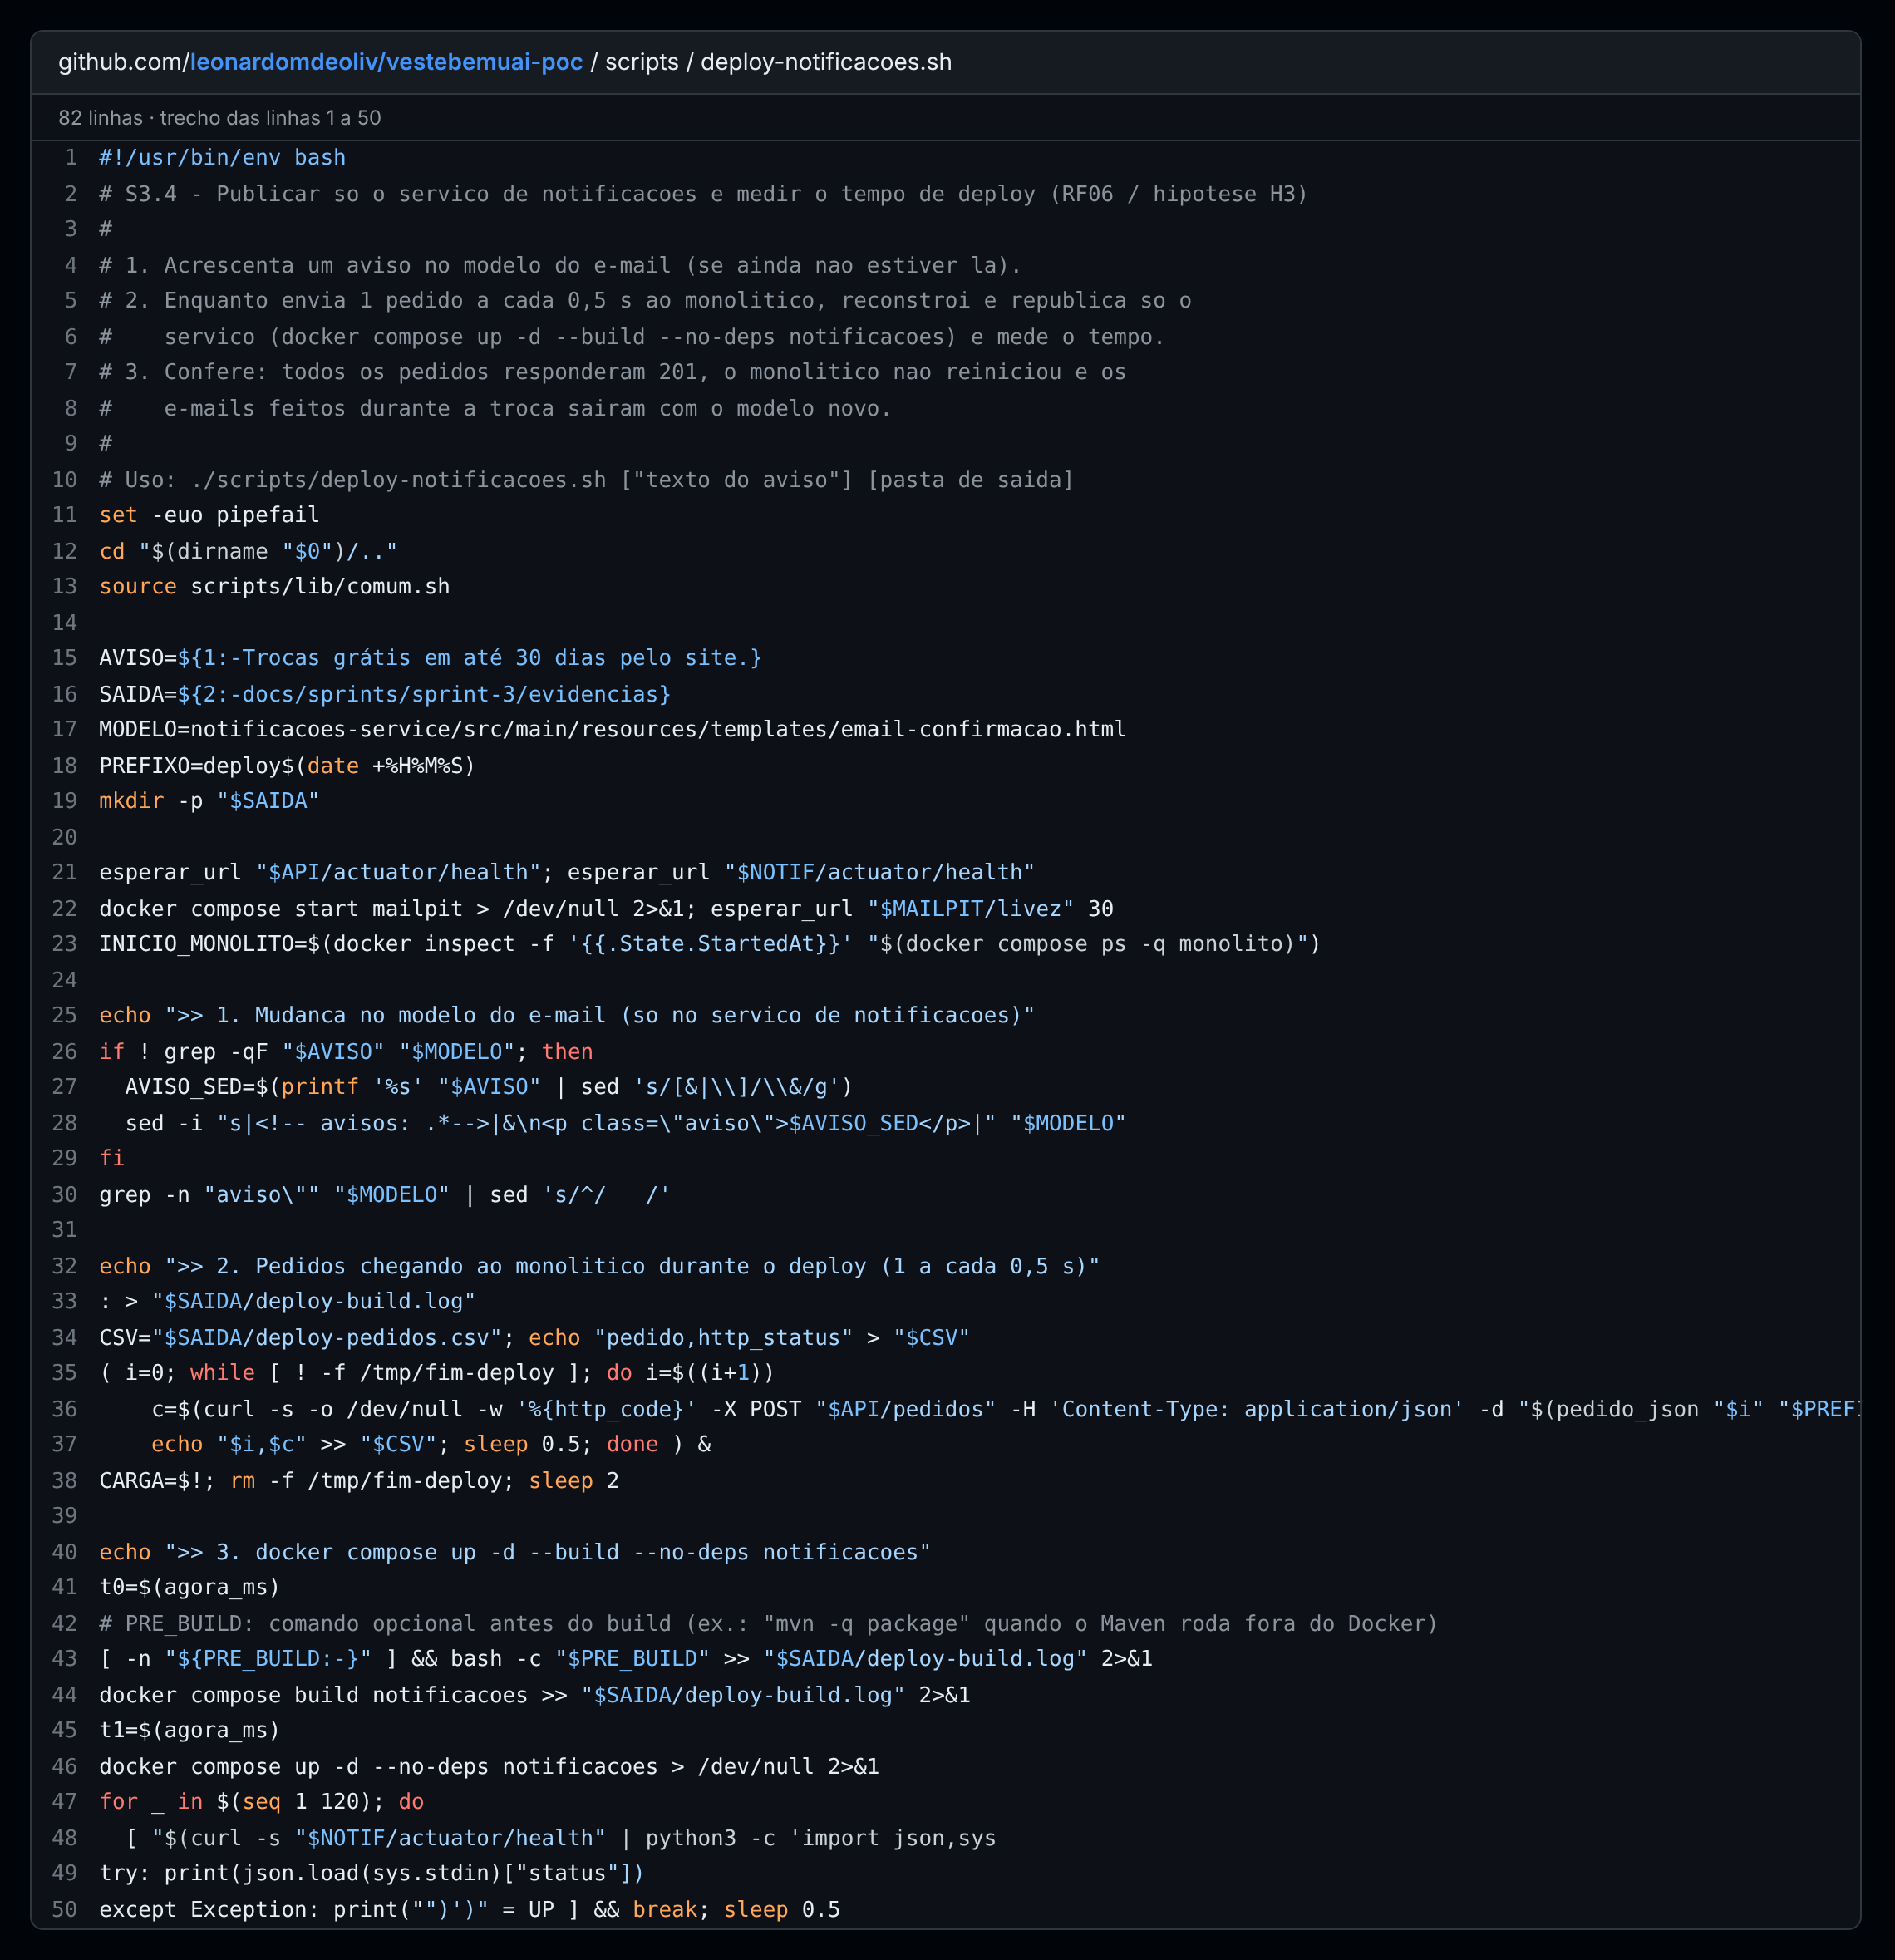 github.com/leonardomdeoliv/vestebemuai-poc / scripts / deploy-notificacoes.sh
82 linhas · trecho das linhas 1 a 50
1 #!/usr/bin/env bash
2 # S3.4 - Publicar so o servico de notificacoes e medir o tempo de deploy (RF06 / hipotese H3)
3 #
4 # 1. Acrescenta um aviso no modelo do e-mail (se ainda nao estiver la).
5 # 2. Enquanto envia 1 pedido a cada 0,5 s ao monolitico, reconstroi e republica so o
6 #    servico (docker compose up -d --build --no-deps notificacoes) e mede o tempo.
7 # 3. Confere: todos os pedidos responderam 201, o monolitico nao reiniciou e os
8 #    e-mails feitos durante a troca sairam com o modelo novo.
9 #
10 # Uso: ./scripts/deploy-notificacoes.sh ["texto do aviso"] [pasta de saida]
11 set -euo pipefail
12 cd "$(dirname "$0")/.."
13 source scripts/lib/comum.sh
14
15 AVISO=${1:-Trocas grátis em até 30 dias pelo site.}
16 SAIDA=${2:-docs/sprints/sprint-3/evidencias}
17 MODELO=notificacoes-service/src/main/resources/templates/email-confirmacao.html
18 PREFIXO=deploy$(date +%H%M%S)
19 mkdir -p "$SAIDA"
20
21 esperar_url "$API/actuator/health"; esperar_url "$NOTIF/actuator/health"
22 docker compose start mailpit > /dev/null 2>&1; esperar_url "$MAILPIT/livez" 30
23 INICIO_MONOLITO=$(docker inspect -f '{{.State.StartedAt}}' "$(docker compose ps -q monolito)")
24
25 echo ">> 1. Mudanca no modelo do e-mail (so no servico de notificacoes)"
26 if ! grep -qF "$AVISO" "$MODELO"; then
27   AVISO_SED=$(printf '%s' "$AVISO" | sed 's/[&|\\]/\\&/g')
28   sed -i "s|<!-- avisos: .*-->|&\n<p class=\"aviso\">$AVISO_SED</p>|" "$MODELO"
29 fi
30 grep -n "aviso\"" "$MODELO" | sed 's/^/   /'
31
32 echo ">> 2. Pedidos chegando ao monolitico durante o deploy (1 a cada 0,5 s)"
33 : > "$SAIDA/deploy-build.log"
34 CSV="$SAIDA/deploy-pedidos.csv"; echo "pedido,http_status" > "$CSV"
35 ( i=0; while [ ! -f /tmp/fim-deploy ]; do i=$((i+1))
36     c=$(curl -s -o /dev/null -w '%{http_code}' -X POST "$API/pedidos" -H 'Content-Type: application/json' -d "$(pedido_json "$i" "$PREF
37     echo "$i,$c" >> "$CSV"; sleep 0.5; done ) &
38 CARGA=$!; rm -f /tmp/fim-deploy; sleep 2
39
40 echo ">> 3. docker compose up -d --build --no-deps notificacoes"
41 t0=$(agora_ms)
42 # PRE_BUILD: comando opcional antes do build (ex.: "mvn -q package" quando o Maven roda fora do Docker)
43 [ -n "${PRE_BUILD:-}" ] && bash -c "$PRE_BUILD" >> "$SAIDA/deploy-build.log" 2>&1
44 docker compose build notificacoes >> "$SAIDA/deploy-build.log" 2>&1
45 t1=$(agora_ms)
46 docker compose up -d --no-deps notificacoes > /dev/null 2>&1
47 for _ in $(seq 1 120); do
48   [ "$(curl -s "$NOTIF/actuator/health" | python3 -c 'import json,sys
49 try: print(json.load(sys.stdin)["status"])
50 except Exception: print("")')" = UP ] && break; sleep 0.5